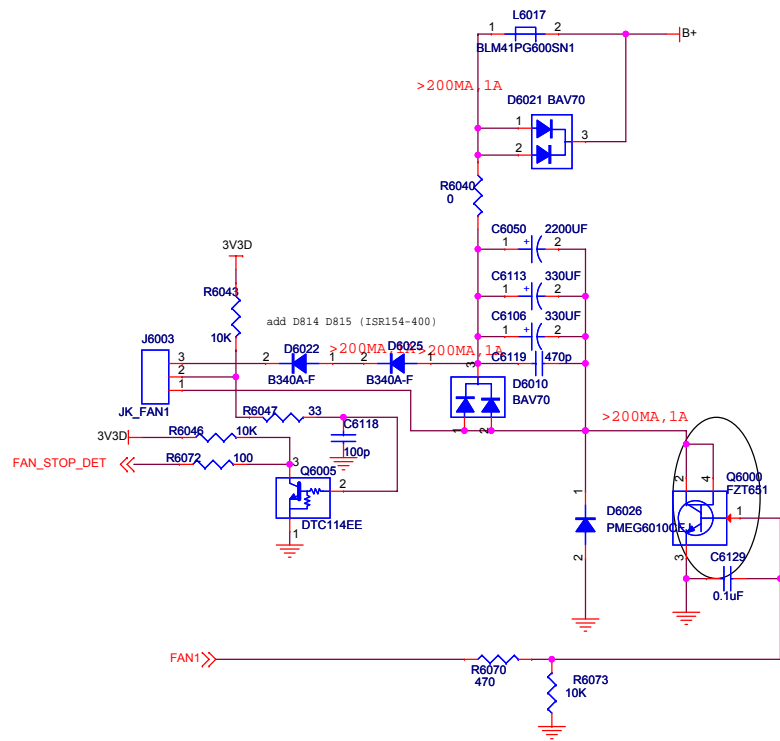 L6017
1 2
BLM41PG600SN1
B+
>200MA,1A
D6021 BAV70
1
2
3
R6040
0
C6050 2200UF
+
1 2
C6113 330UF
+
1 2
C6106 330UF
+
1 2
C6119 470p
3V3D
R6043
10K
add D814 D815 (ISR154-400)
J6003
3
2
1
JK_FAN1
2 D6022 1
B340A-F
>200MA,1A
2 D6025 1
B340A-F
>200MA,1A
3
D6010
BAV70
1 2
R6047 33
C6118
100p
3V3D
R6046 10K
FAN_STOP_DET
R6072 100
3
Q6005
2
DTC114EE
1
>200MA,1A
2 4
Q6000
FZT651
1
3
1
D6026
PMEG6010CE
2
C6129
0.1uF
FAN1
R6070
470
R6073
10K